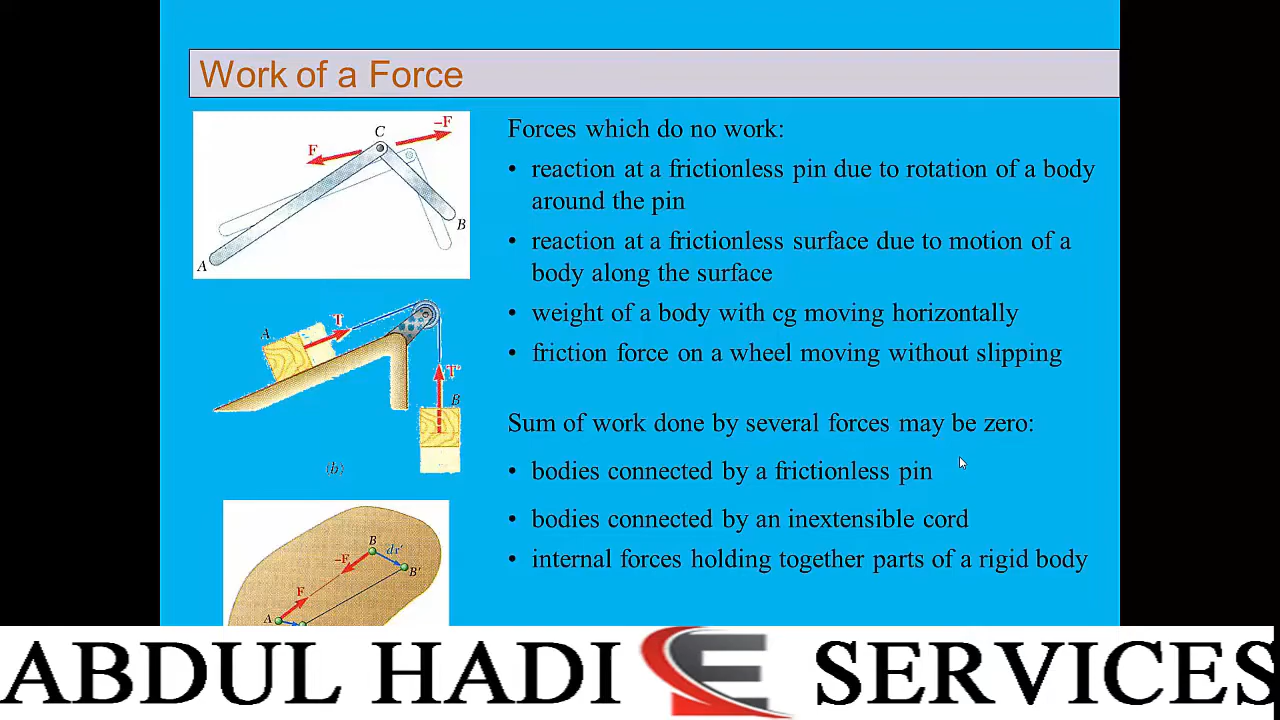 Work of a Force
C
–F
F
B
A
Forces which do no work:
• reaction at a frictionless pin due to rotation of a body
around the pin
• reaction at a frictionless surface due to motion of a
body along the surface
• weight of a body with cg moving horizontally
• friction force on a wheel moving without slipping
A
T
T'
B
(b)
Sum of work done by several forces may be zero:
• bodies connected by a frictionless pin
• bodies connected by an inextensible cord
• internal forces holding together parts of a rigid body
B
–F
dr'
B'
F
A
ABDUL HADI E SERVICES